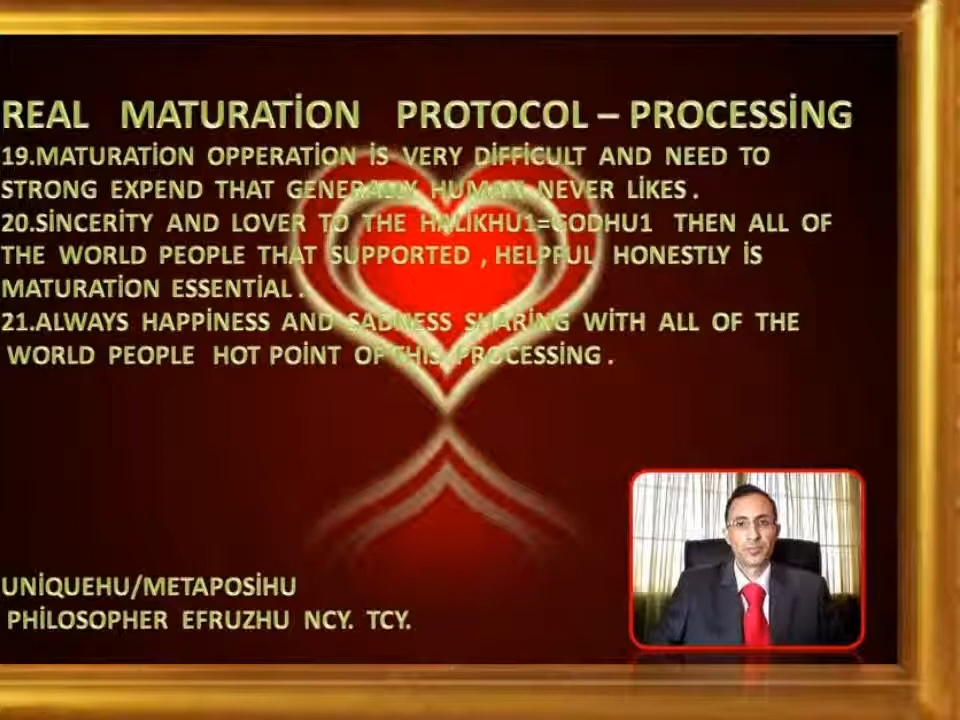 REAL MATURATİON PROTOCOL – PROCESSİNG
19.MATURATİON OPPERATİON İS VERY DİFFİCULT AND NEED TO
STRONG EXPEND THAT GENERALLY HUMAN NEVER LİKES .
20.SİNCERİTY AND LOVER TO THE HALİKHU1=GODHU1 THEN ALL OF
THE WORLD PEOPLE THAT SUPPORTED , HELPFUL HONESTLY İS
MATURATİON ESSENTİAL .
21.ALWAYS HAPPİNESS AND SADNESS SHARİNG WİTH ALL OF THE
WORLD PEOPLE HOT POİNT OF THİS PROCESSİNG .
UNİQUEHU/METAPOSİHU
PHİLOSOPHER EFRUZHU NCY. TCY.